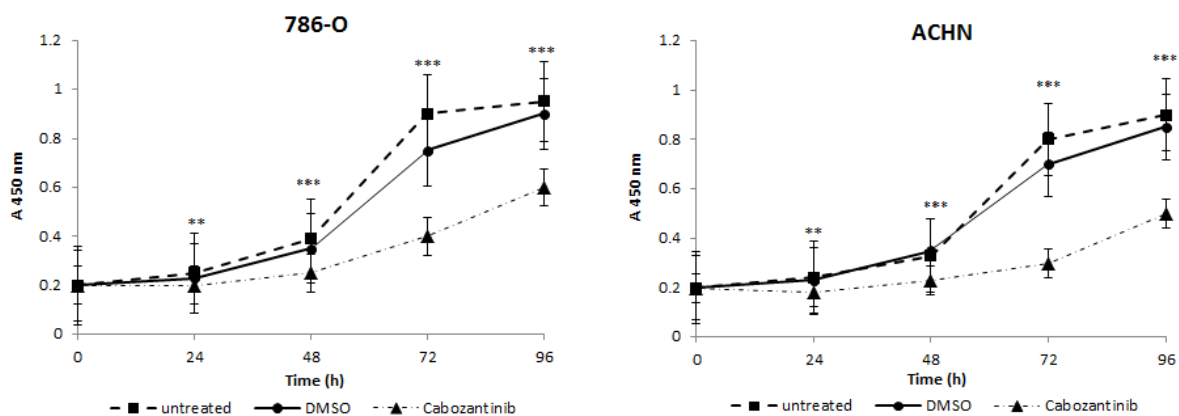 786-O
1.2
1
0.8
0.6
0.4
0.2
0
A 450 nm
***
***
***
**
0 24 48 72 96
Time (h)
untreated DMSO Cabozantinib
ACHN
1.2
1
0.8
0.6
0.4
0.2
0
A 450 nm
***
***
***
**
0 24 48 72 96
Time (h)
untreated DMSO Cabozantinib